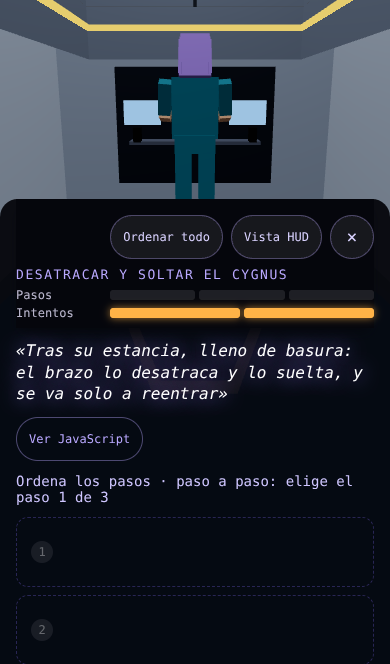 Ordenar todo
Vista HUD
×
DESATRACAR Y SOLTAR EL CYGNUS
Pasos
Intentos
«Tras su estancia, lleno de basura:
el brazo lo desatraca y lo suelta, y
se va solo a reentrar»
Ver JavaScript
Ordena los pasos · paso a paso: elige el
paso 1 de 3
1
2